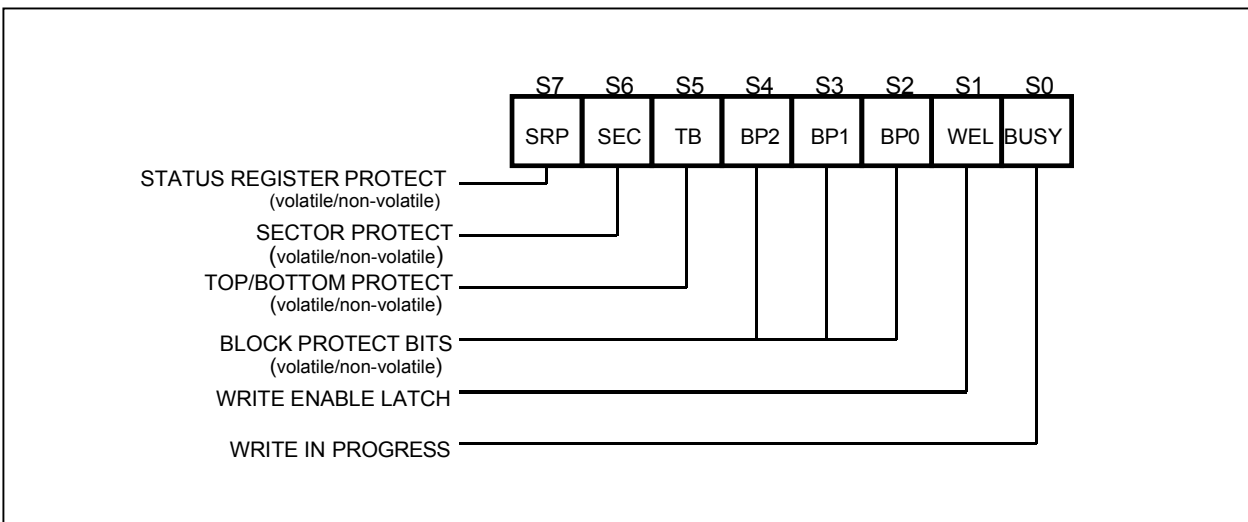 S7 S6 S5 S4 S3 S2 S1 S0
SRP SEC TB BP2 BP1 BP0 WEL BUSY
STATUS REGISTER PROTECT
(volatile/non-volatile)
SECTOR PROTECT
(volatile/non-volatile)
TOP/BOTTOM PROTECT
(volatile/non-volatile)
BLOCK PROTECT BITS
(volatile/non-volatile)
WRITE ENABLE LATCH
WRITE IN PROGRESS